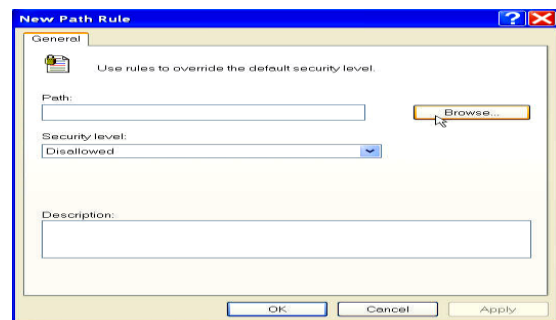 New Path Rule
General
Use rules to override the default security level.
Path:
Browse...
Security level:
Disallowed
Description:
OK Cancel Apply